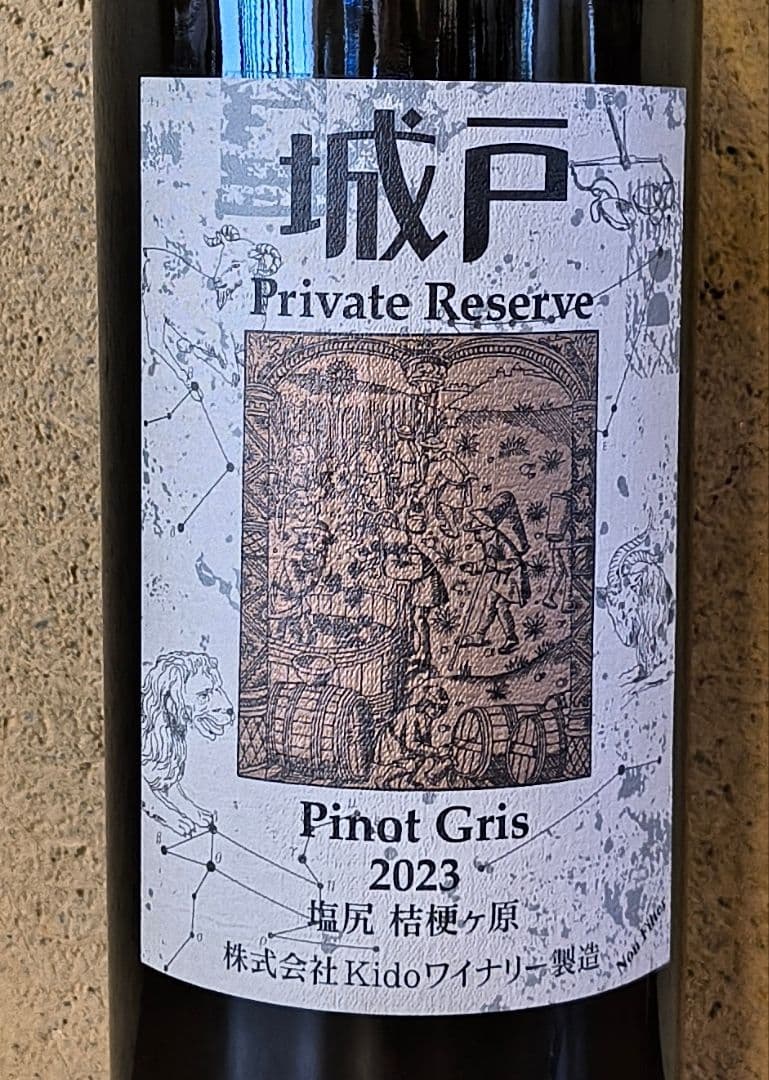 城戸
Private Reserve
Pinot Gris
2023
塩尻 桔梗ヶ原
株式会社Kidoワイナリー製造
Non Filter